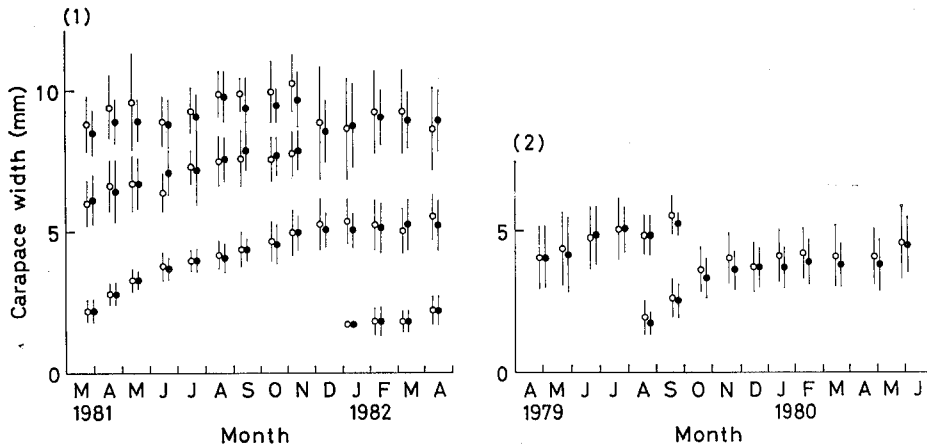 (1)
10
5
0
Carapace width (mm)
M A M J J A S O N D J F M A
1981 1982
Month
(2)
5
0
A M J J A S O N D J F M A M J
1979 1980
Month